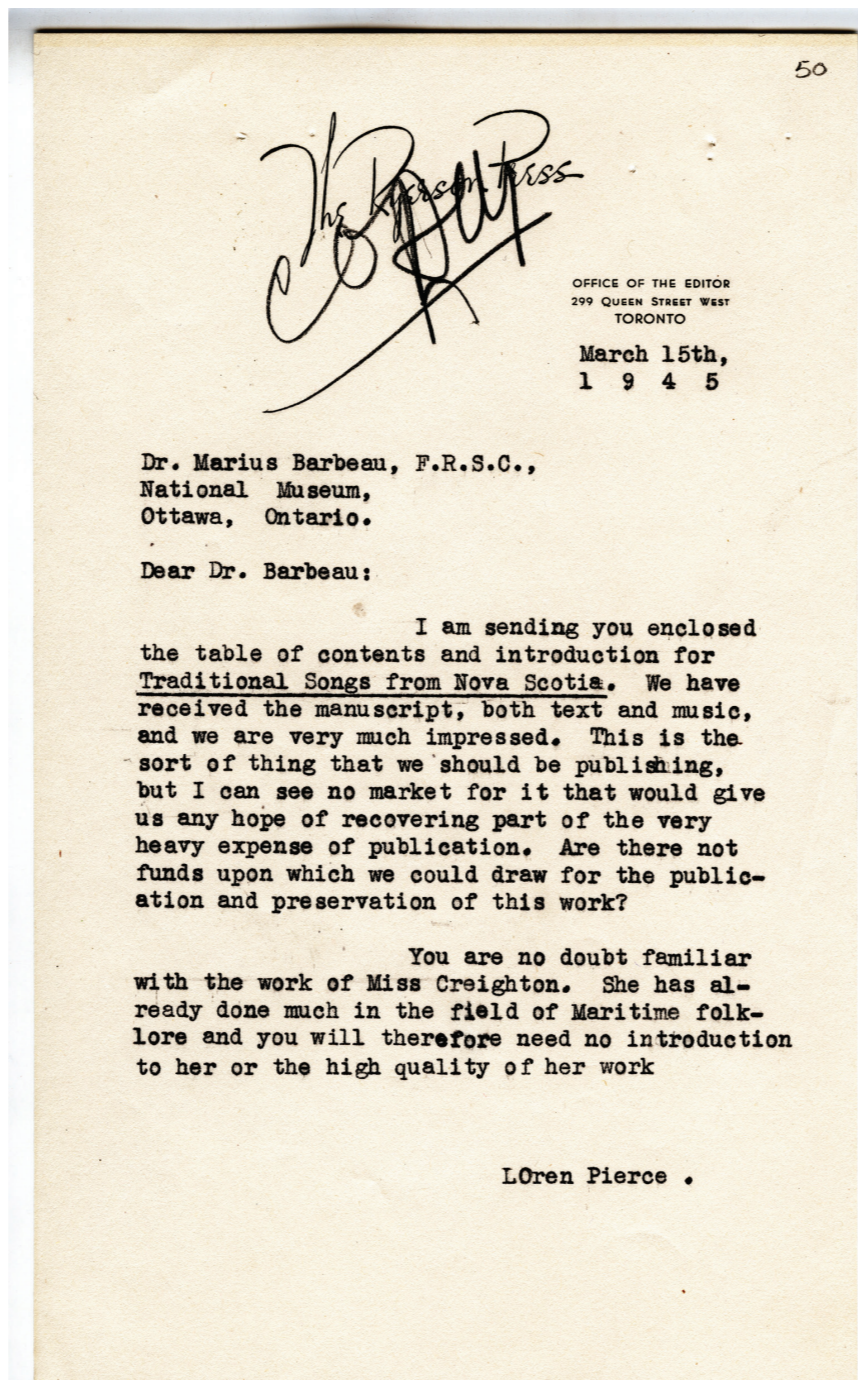 50
The Ryerson Press
OFFICE OF THE EDITOR
299 QUEEN STREET WEST
TORONTO
March 15th,
1 9 4 5
Dr. Marius Barbeau, F.R.S.C.,
National Museum,
Ottawa, Ontario.
Dear Dr. Barbeau:
I am sending you enclosed
the table of contents and introduction for
Traditional Songs from Nova Scotia. We have
received the manuscript, both text and music,
and we are very much impressed. This is the
sort of thing that we should be publishing,
but I can see no market for it that would give
us any hope of recovering part of the very
heavy expense of publication. Are there not
funds upon which we could draw for the public-
ation and preservation of this work?
You are no doubt familiar
with the work of Miss Creighton. She has al-
ready done much in the field of Maritime folk-
lore and you will therefore need no introduction
to her or the high quality of her work
LOren Pierce .